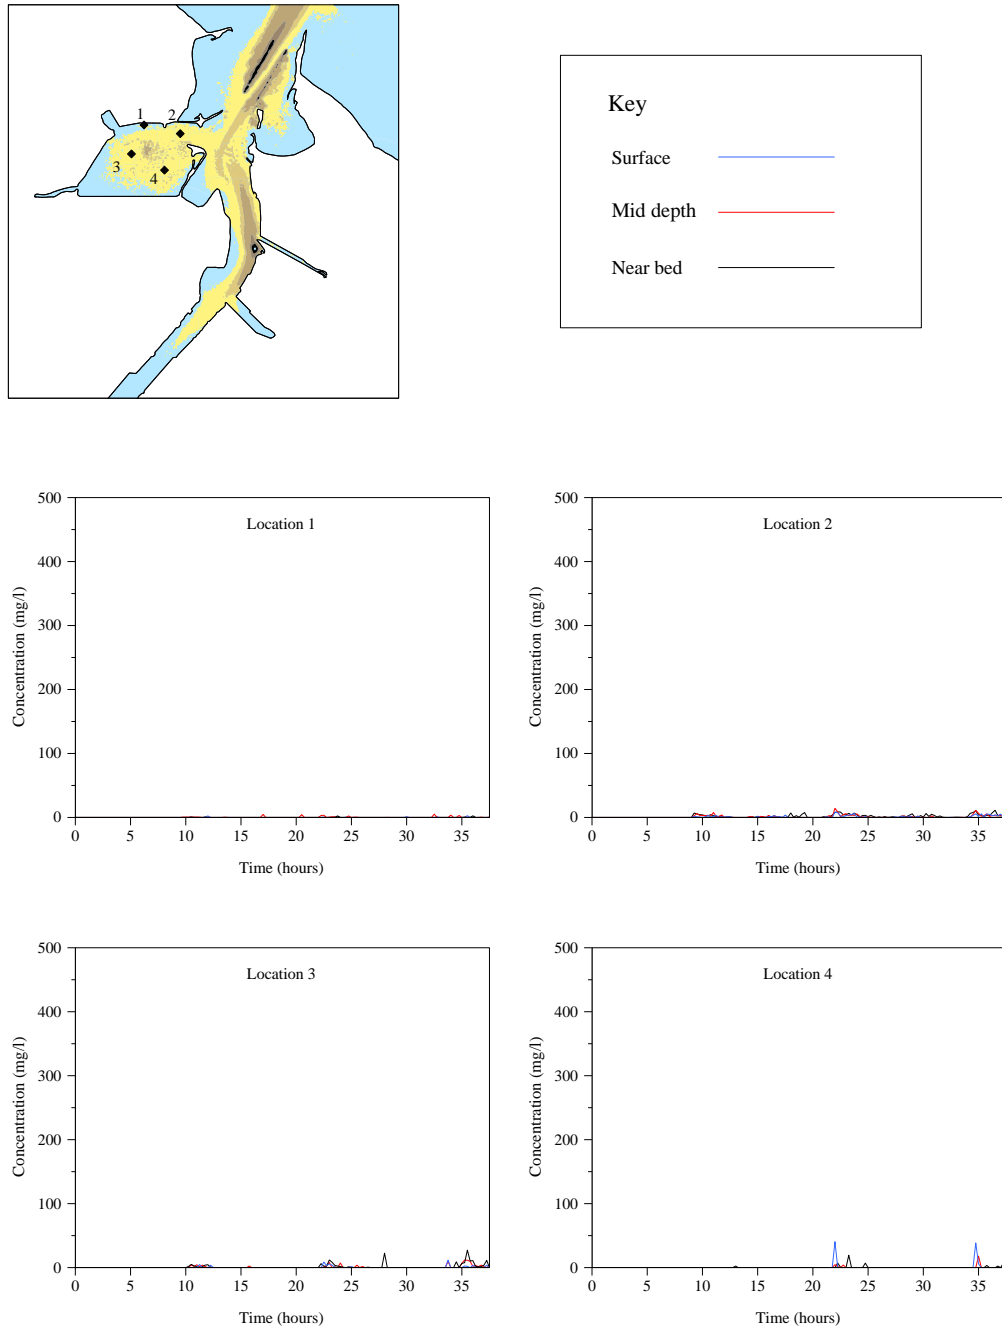 1
2
3
4
Key
Surface
Mid depth
Near bed
500
400
300
200
100
0
Concentration (mg/l)
Location 1
0 5 10 15 20 25 30 35
Time (hours)
500
400
300
200
100
0
Concentration (mg/l)
Location 2
0 5 10 15 20 25 30 35
Time (hours)
500
400
300
200
100
0
Concentration (mg/l)
Location 3
0 5 10 15 20 25 30 35
Time (hours)
500
400
300
200
100
0
Concentration (mg/l)
Location 4
0 5 10 15 20 25 30 35
Time (hours)